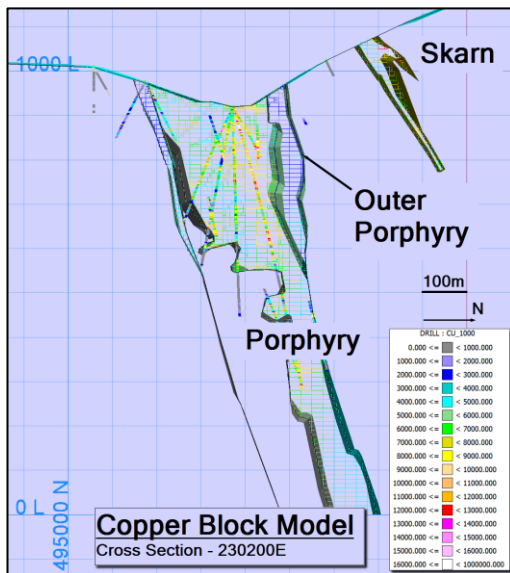 Skarn
1000 L
Outer
Porphyry
100m
N
Porphyry
DRILL : CU_1000
0.000 <= < 1000.000
1000.000 <= < 2000.000
2000.000 <= < 3000.000
3000.000 <= < 4000.000
4000.000 <= < 5000.000
5000.000 <= < 6000.000
6000.000 <= < 7000.000
7000.000 <= < 8000.000
8000.000 <= < 9000.000
9000.000 <= < 10000.000
10000.000 <= < 11000.000
11000.000 <= < 12000.000
12000.000 <= < 13000.000
13000.000 <= < 14000.000
14000.000 <= < 15000.000
15000.000 <= < 16000.000
16000.000 <= < 1000000.000
0 L
495000 N
Copper Block Model
Cross Section - 230200E